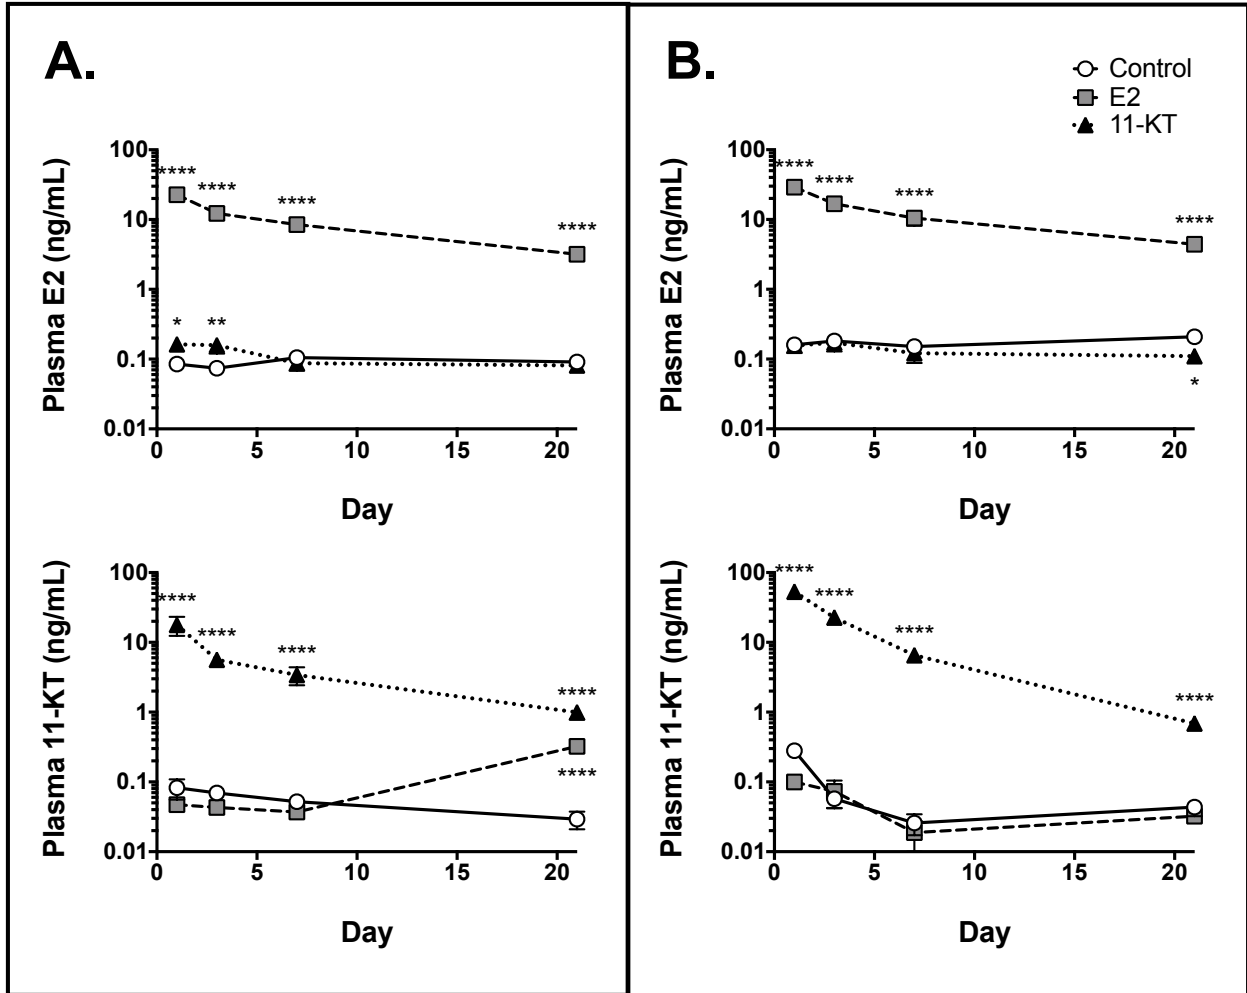 A.
Plasma E2 (ng/mL)
100
10
1
0.1
0.01
**** **** **** ****
* **
0 5 10 15 20
Day
Plasma 11-KT (ng/mL)
100
10
1
0.1
0.01
**** **** **** ****
****
0 5 10 15 20
Day
B.
Control
E2
11-KT
Plasma E2 (ng/mL)
100
10
1
0.1
0.01
**** **** **** ****
*
0 5 10 15 20
Day
Plasma 11-KT (ng/mL)
100
10
1
0.1
0.01
**** **** **** ****
0 5 10 15 20
Day